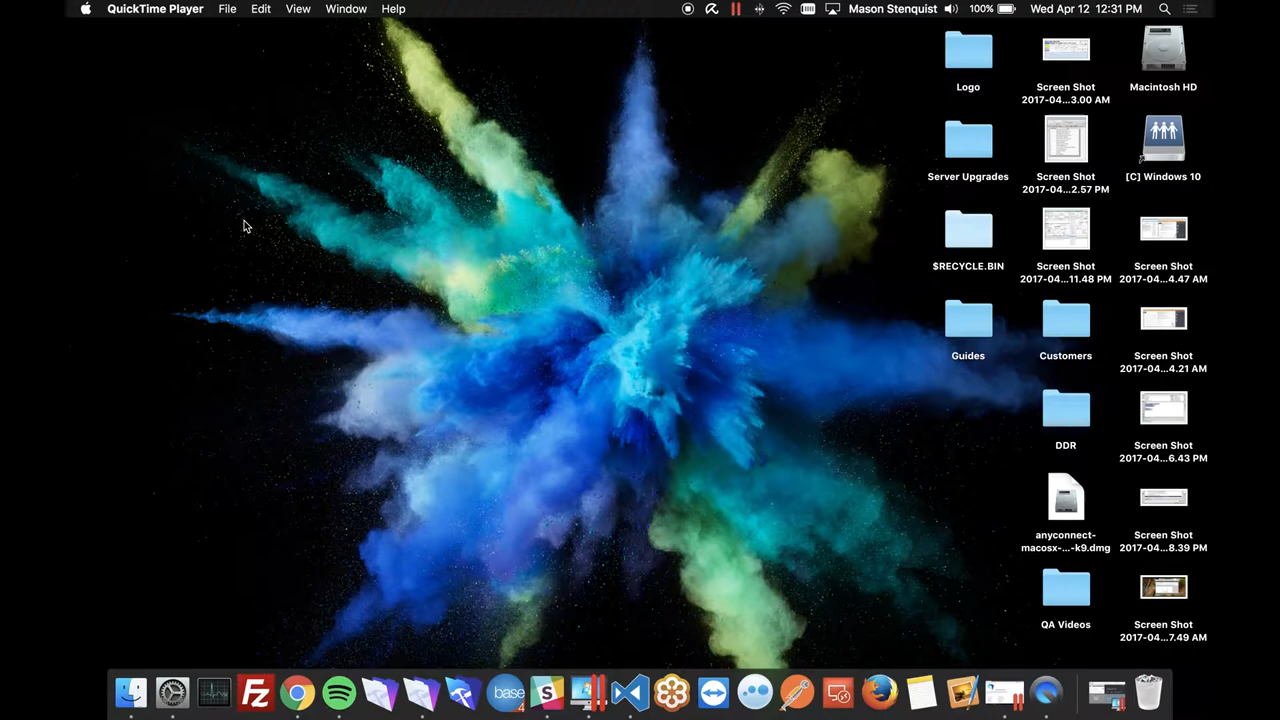 QuickTime Player File Edit View Window Help Mason Stenquist 100% Wed Apr 12 12:31 PM
Logo
Screen Shot
2017-04...3.00 AM
Macintosh HD
Server Upgrades
Screen Shot
2017-04...2.57 PM
[C] Windows 10
$RECYCLE.BIN
Screen Shot
2017-04...11.48 PM
Screen Shot
2017-04...4.47 AM
Guides
Customers
Screen Shot
2017-04...4.21 AM
DDR
Screen Shot
2017-04...6.43 PM
anyconnect-
macosx-...-k9.dmg
Screen Shot
2017-04...8.39 PM
QA Videos
Screen Shot
2017-04...7.49 AM
FZ
base
S